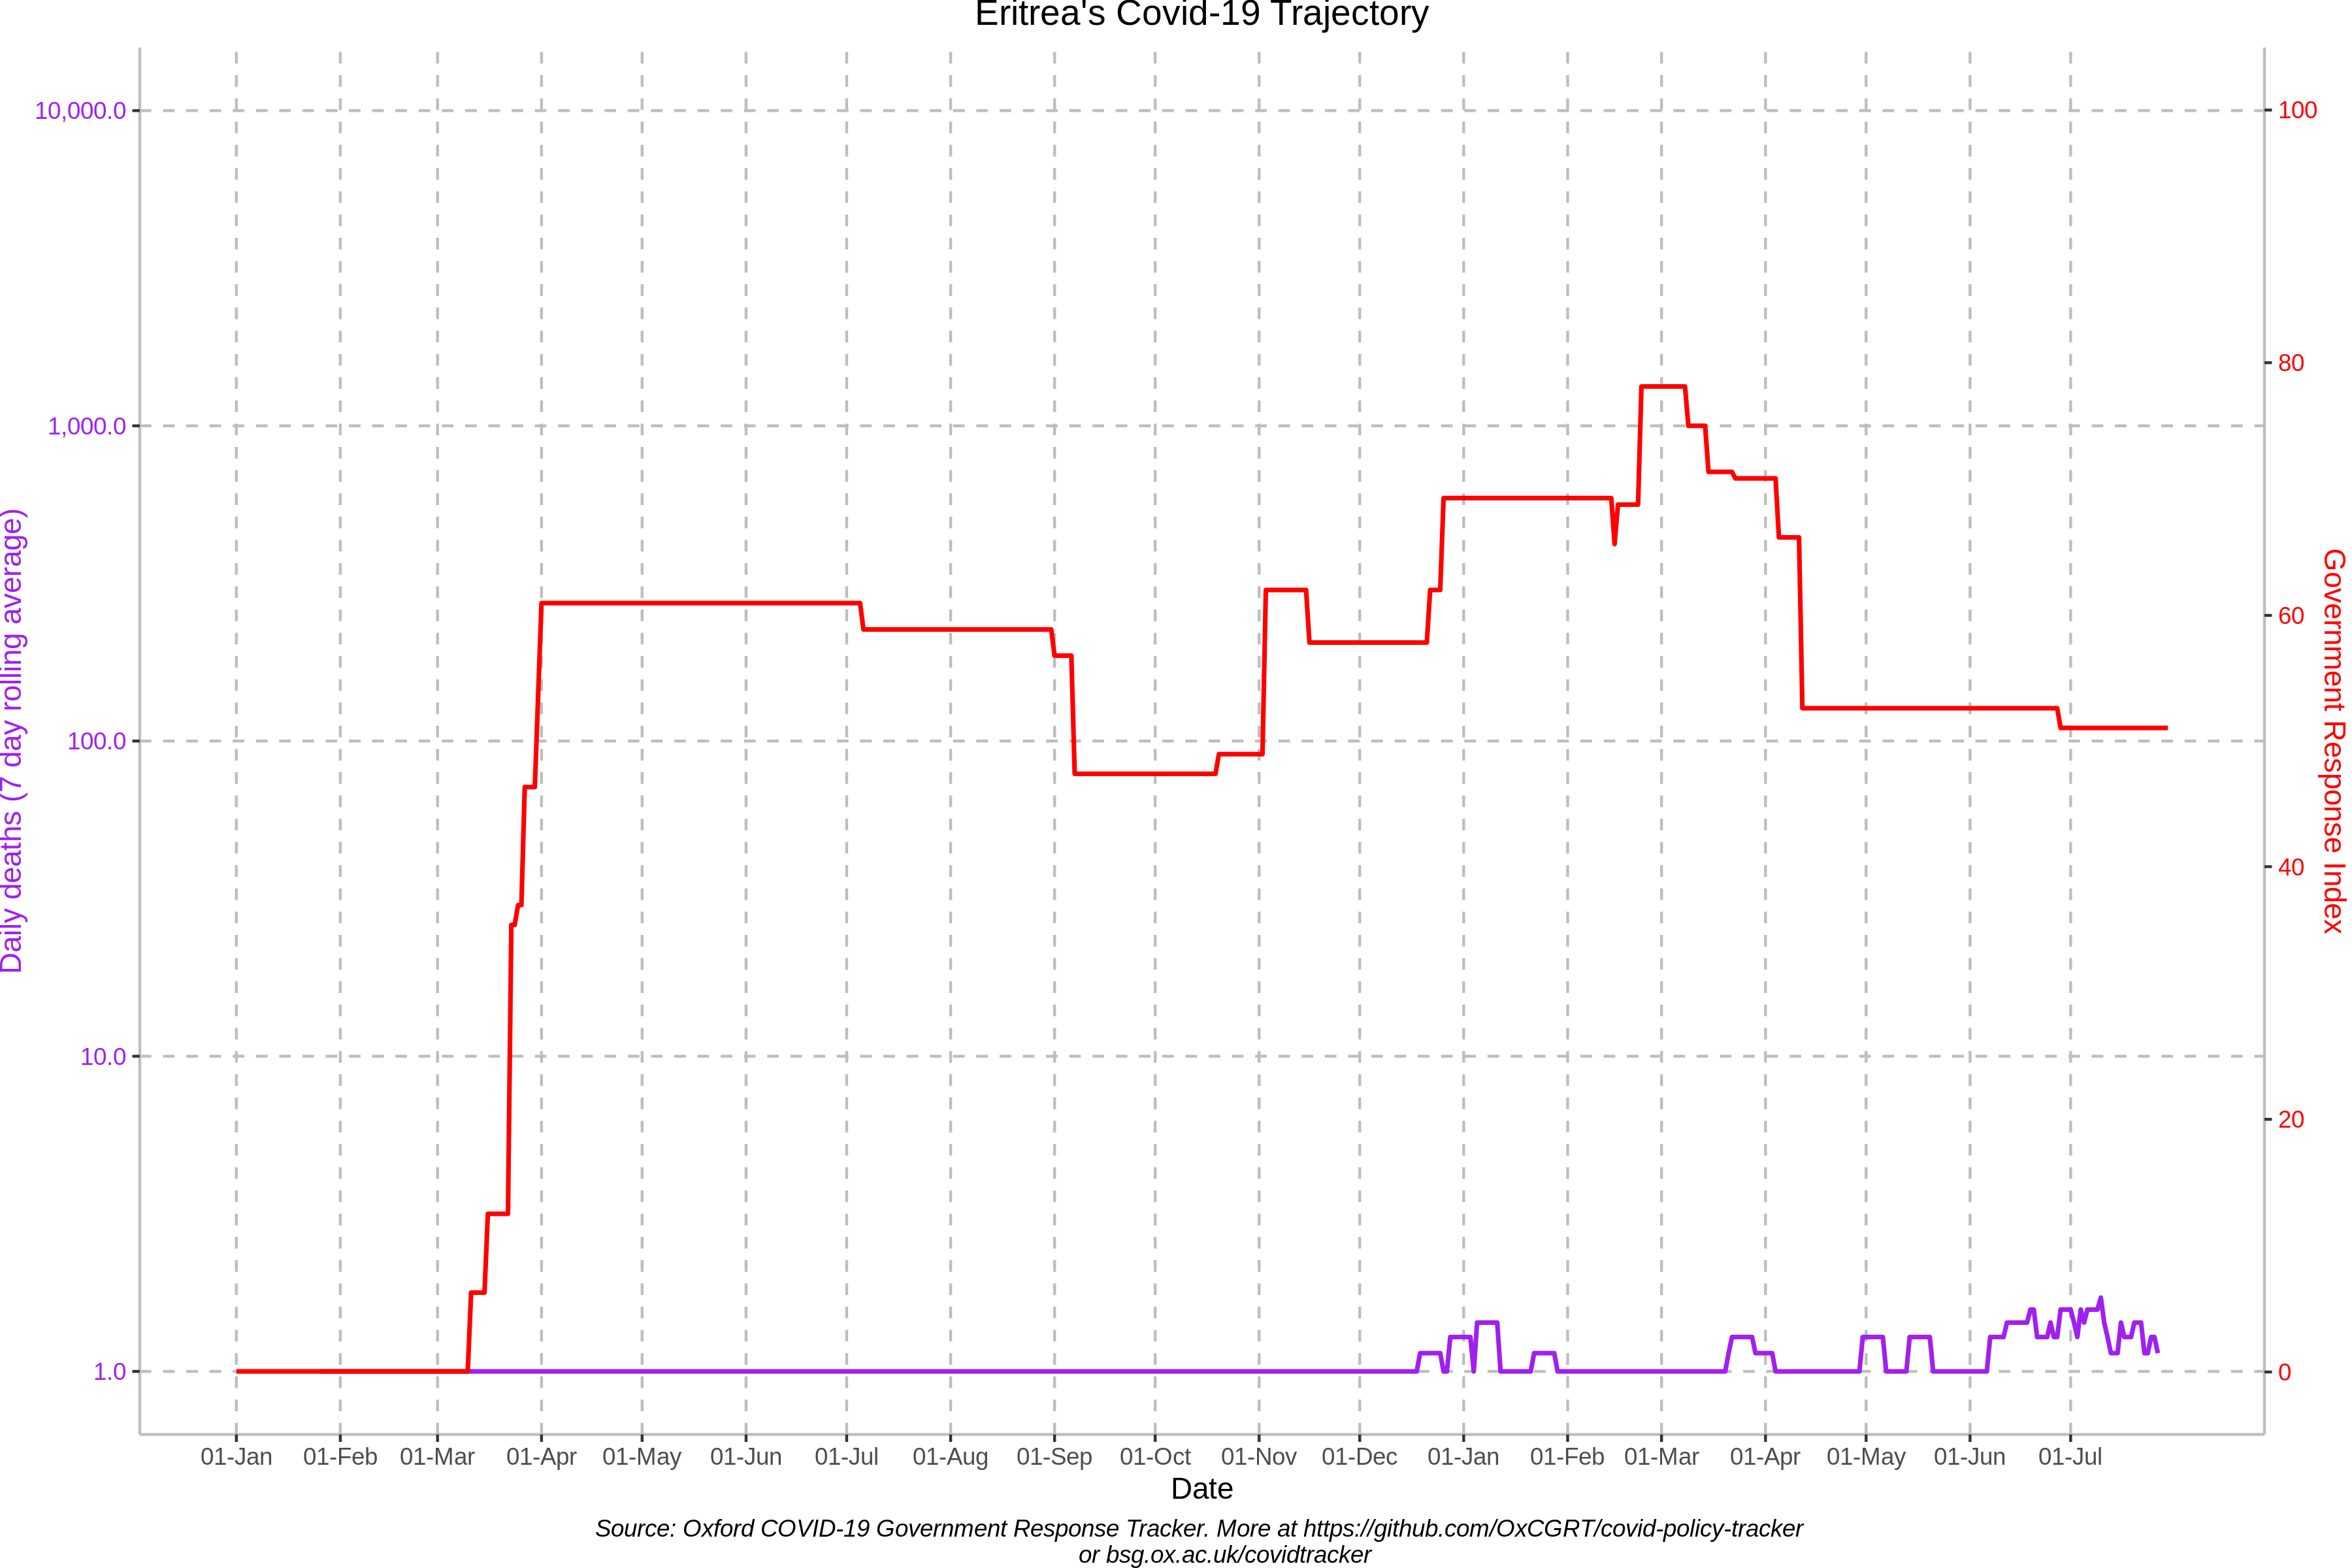 Eritrea's Covid-19 Trajectory
10,000.0
1,000.0
100.0
10.0
1.0
Daily deaths (7 day rolling average)
100
80
60
40
20
0
Government Response Index
01-Jan 01-Feb 01-Mar 01-Apr 01-May 01-Jun 01-Jul 01-Aug 01-Sep 01-Oct 01-Nov 01-Dec 01-Jan 01-Feb 01-Mar 01-Apr 01-May 01-Jun 01-Jul
Date
Source: Oxford COVID-19 Government Response Tracker. More at https://github.com/OxCGRT/covid-policy-tracker
or bsg.ox.ac.uk/covidtracker